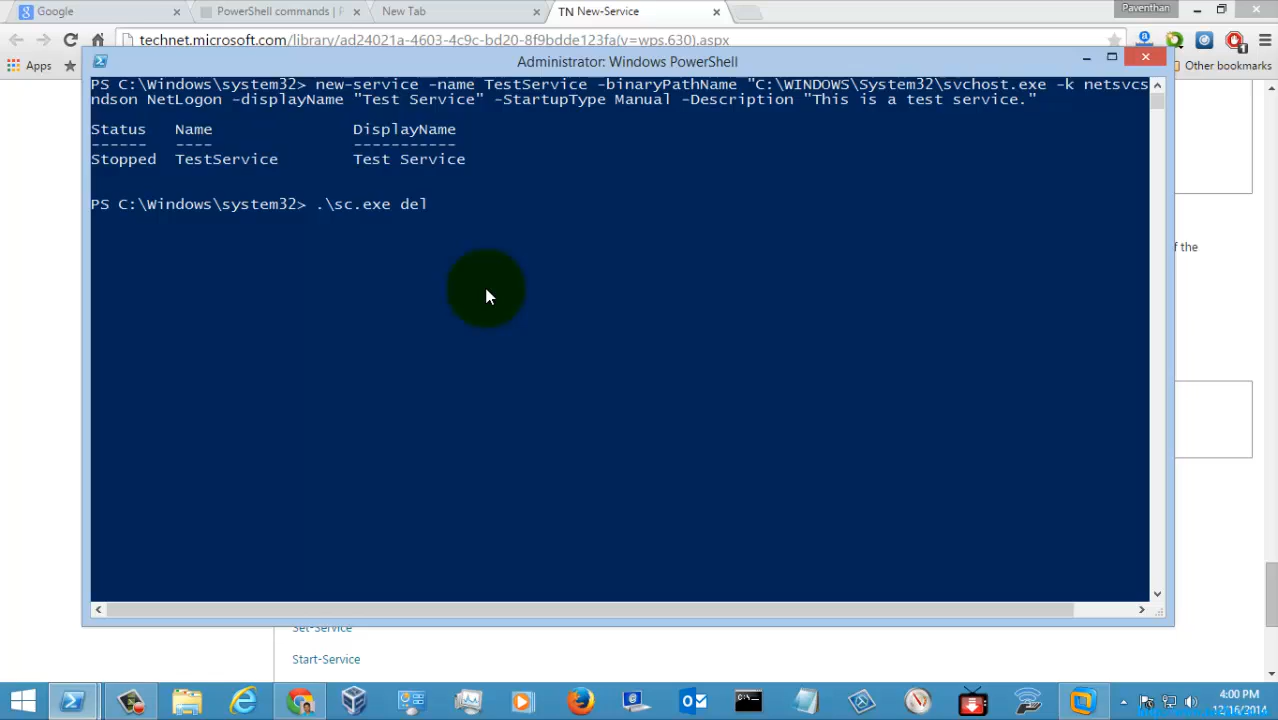 Google
PowerShell commands | P
New Tab
TN New-Service
Paventhan
technet.microsoft.com/library/ad24021a-4603-4c9c-bd20-8f9bdde123fa(v=wps.630).aspx
Apps
Other bookmarks
Administrator: Windows PowerShell
PS C:\Windows\system32> new-service -name TestService -binaryPathName "C:\WINDOWS\System32\svchost.exe -k netsvcs
ndson NetLogon -displayName "Test Service" -StartupType Manual -Description "This is a test service."
Status Name DisplayName
------ ---- -----------
Stopped TestService Test Service
PS C:\Windows\system32> .\sc.exe del
f the
Set-Service
Start-Service
4:00 PM
12/16/2014